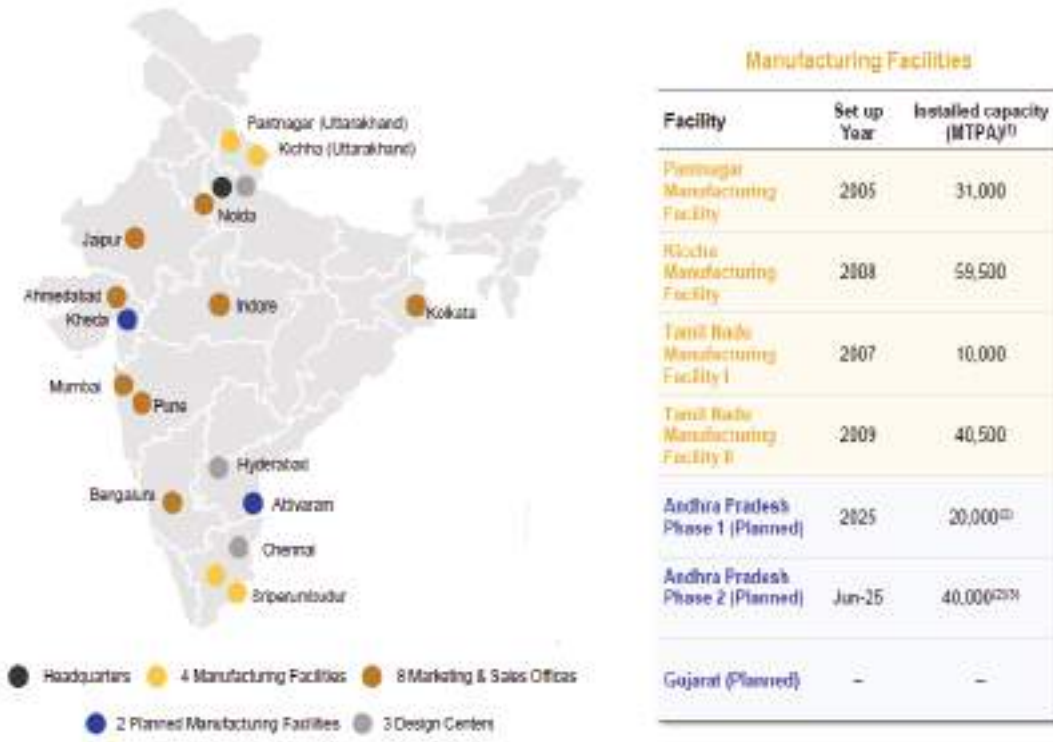 Pantnagar (Uttarakhand)
Kichha (Uttarakhand)
Noida
Jaipur
Ahmedabad
Indore
Kolkata
Kheda
Mumbai
Pune
Hyderabad
Bengaluru
Attivaram
Chennai
Sriperumbudur
Headquarters
4 Manufacturing Facilities
8 Marketing & Sales Offices
2 Planned Manufacturing Facilities
3 Design Centers
Manufacturing Facilities
Facility
Set up
Year
Installed capacity
(MTPA)(1)
Pantnagar
Manufacturing
Facility
2005
31,000
Kiccha
Manufacturing
Facility
2008
59,500
Tamil Nadu
Manufacturing
Facility I
2007
10,000
Tamil Nadu
Manufacturing
Facility II
2009
40,500
Andhra Pradesh
Phase 1 (Planned)
2025
20,000(2)
Andhra Pradesh
Phase 2 (Planned)
Jun-25
40,000
Gujarat (Planned)
–
–